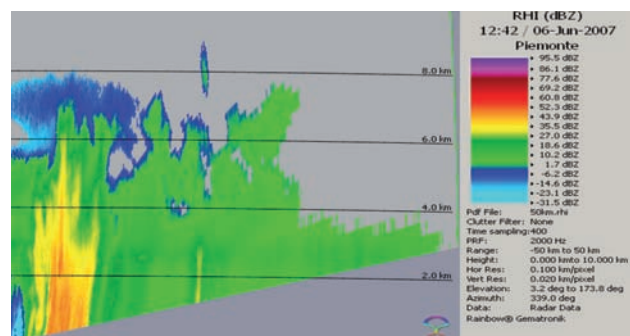 RHI (dBZ)
12:42 / 06-Jun-2007
Piemonte
95.5 dBZ
86.1 dBZ
77.6 dBZ
69.2 dBZ
60.8 dBZ
52.3 dBZ
43.9 dBZ
35.5 dBZ
27.0 dBZ
18.6 dBZ
10.2 dBZ
1.7 dBZ
-6.2 dBZ
-14.6 dBZ
-23.1 dBZ
-31.5 dBZ
8.0 km
6.0 km
4.0 km
2.0 km
Pdf File: 50km.rhi
Clutter Filter: None
Time sampling:400
PRF: 2000 Hz
Range: -50 km to 50 km
Height: 0.000 kmto 10.000 km
Hor Res: 0.100 km/pixel
Vert Res: 0.020 km/pixel
Elevation: 3.2 deg to 173.8 deg
Azimuth: 339.0 deg
Data: Radar Data
Rainbow® Gematronik